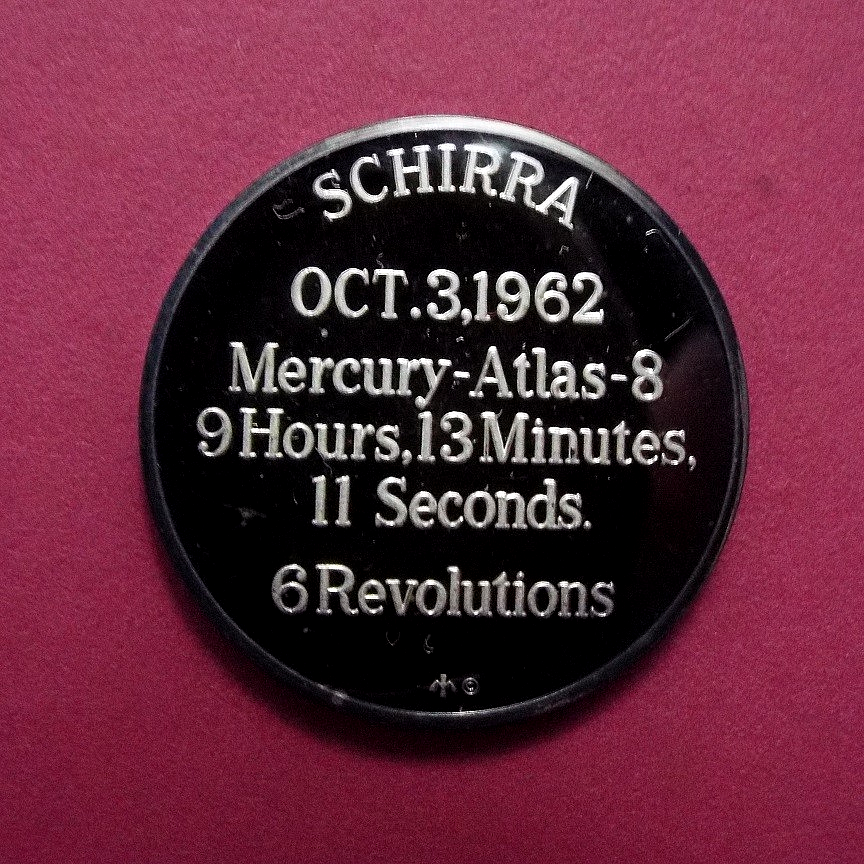 SCHIRRA
OCT.3,1962
Mercury-Atlas-8
9 Hours, 13 Minutes,
11 Seconds.
6 Revolutions
©